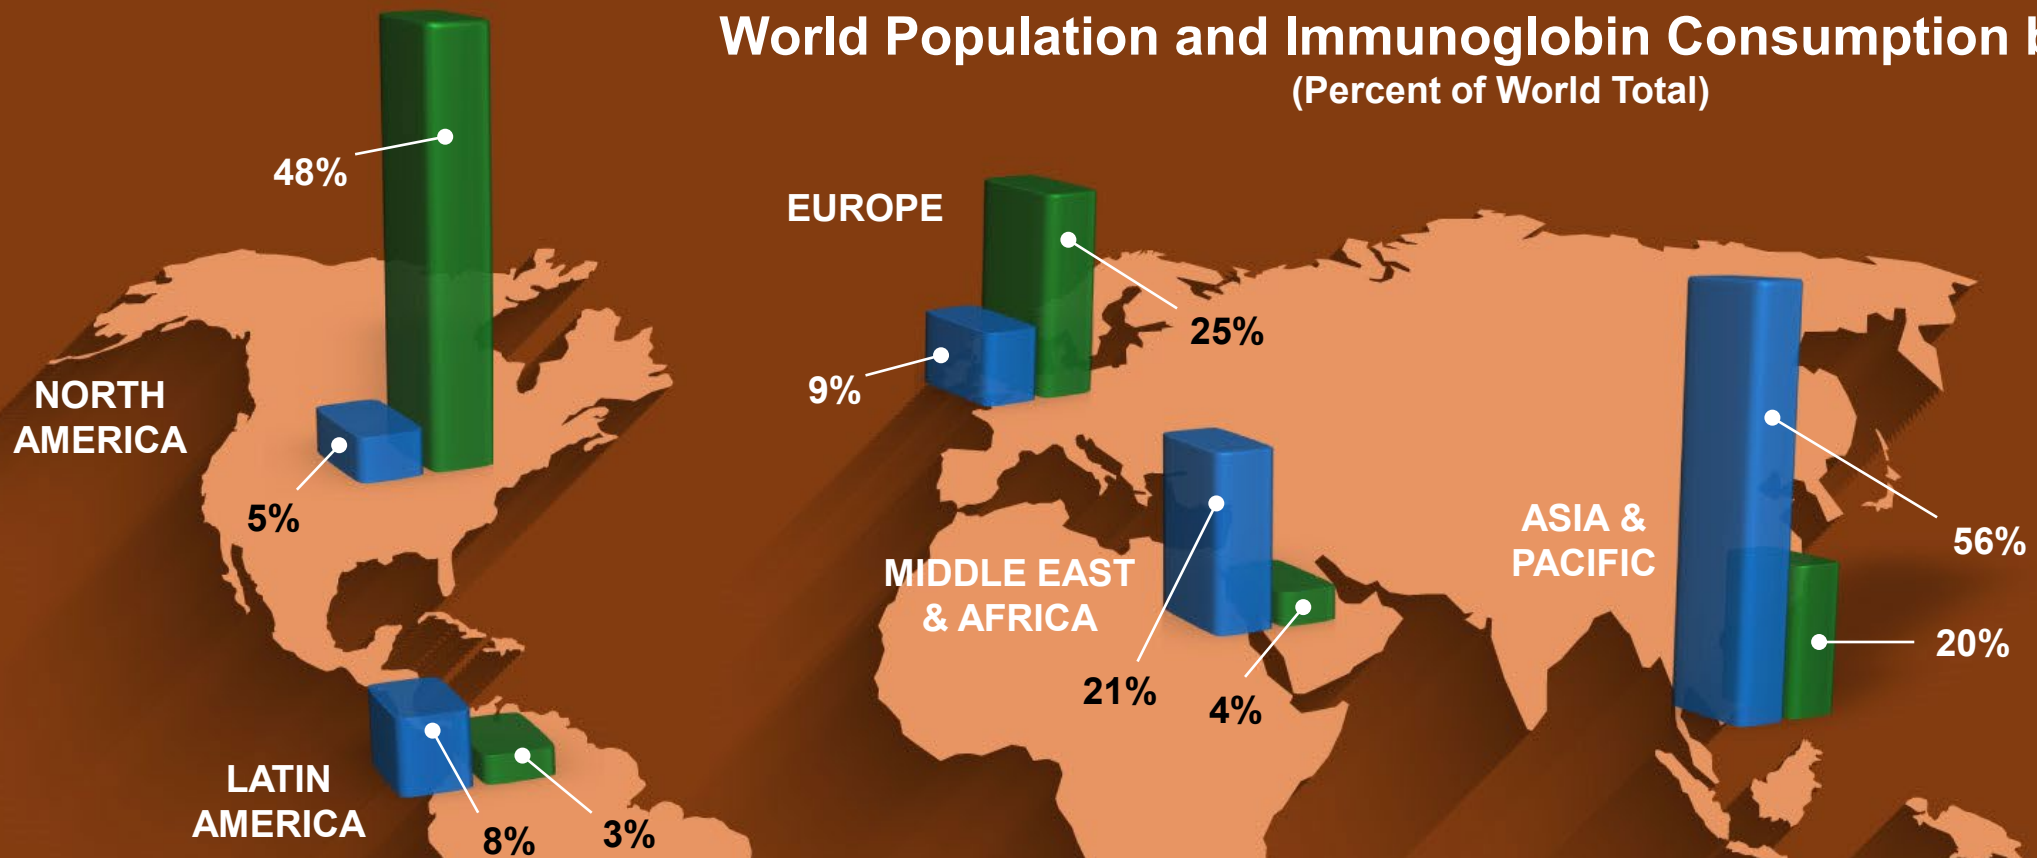 World Population and Immunoglobin Consumption b
(Percent of World Total)
48%
EUROPE
25%
9%
NORTH
AMERICA
5%
ASIA &
PACIFIC
56%
MIDDLE EAST
& AFRICA
20%
21%
4%
LATIN
AMERICA
8%
3%